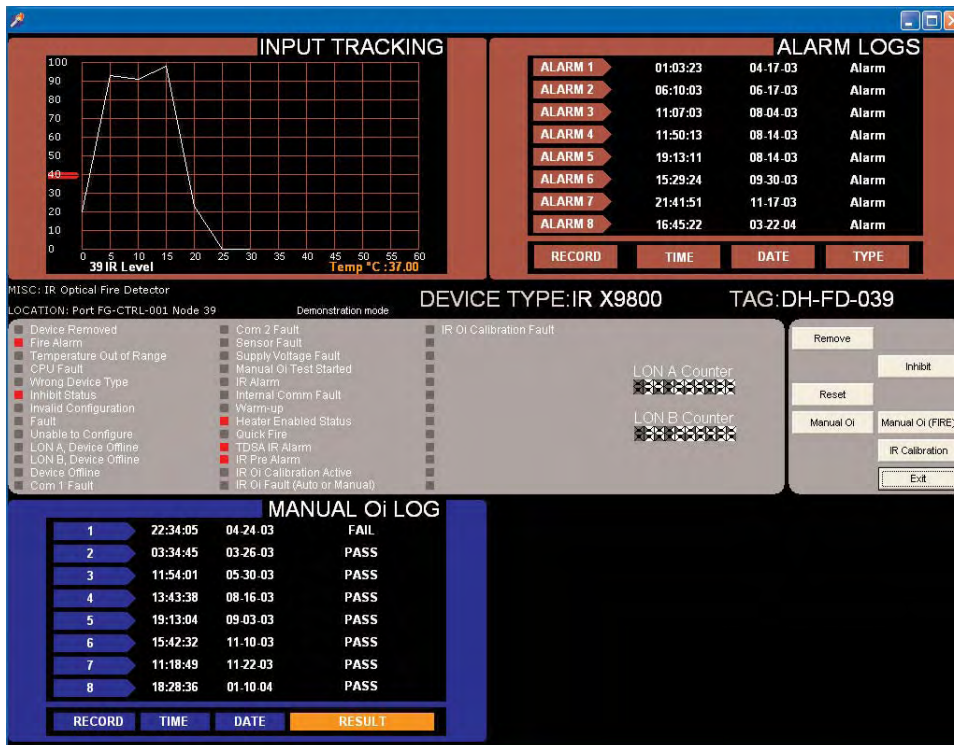 INPUT TRACKING
100
90
80
70
60
50
40
30
20
10
0
0 5 10 15 20 25 30 35 40 45 50 55 60
39 IR Level Temp °C :37.00
ALARM LOGS
ALARM 1 01:03:23 04-17-03 Alarm
ALARM 2 06:10:03 06-17-03 Alarm
ALARM 3 11:07:03 08-04-03 Alarm
ALARM 4 11:50:13 08-14-03 Alarm
ALARM 5 19:13:11 08-14-03 Alarm
ALARM 6 15:29:24 09-30-03 Alarm
ALARM 7 21:41:51 11-17-03 Alarm
ALARM 8 16:45:22 03-22-04 Alarm
RECORD TIME DATE TYPE
MISC: IR Optical Fire Detector
LOCATION: Port FG-CTRL-001 Node 39
Demonstration mode
DEVICE TYPE:IR X9800
TAG:DH-FD-039
Device Removed
Fire Alarm
Temperature Out of Range
CPU Fault
Wrong Device Type
Inhibit Status
Invalid Configuration
Fault
Unable to Configure
LON A, Device Offline
LON B, Device Offline
Device Offline
Com 1 Fault
Com 2 Fault
Sensor Fault
Supply Voltage Fault
Manual Oi Test Started
IR Alarm
Internal Comm Fault
Warm-up
Heater Enabled Status
Quick Fire
TDSA IR Alarm
IR Pre Alarm
IR Oi Calibration Active
IR Oi Fault (Auto or Manual)
IR Oi Calibration Fault
LON A Counter
LON B Counter
Remove
Inhibit
Reset
Manual Oi
Manual Oi (FIRE)
IR Calibration
Exit
MANUAL Oi LOG
1 22:34:05 04-24-03 FAIL
2 03:34:45 03-26-03 PASS
3 11:54:01 05-30-03 PASS
4 13:43:38 08-16-03 PASS
5 19:13:04 09-03-03 PASS
6 15:42:32 11-10-03 PASS
7 11:18:49 11-22-03 PASS
8 18:28:36 01-10-04 PASS
RECORD TIME DATE RESULT